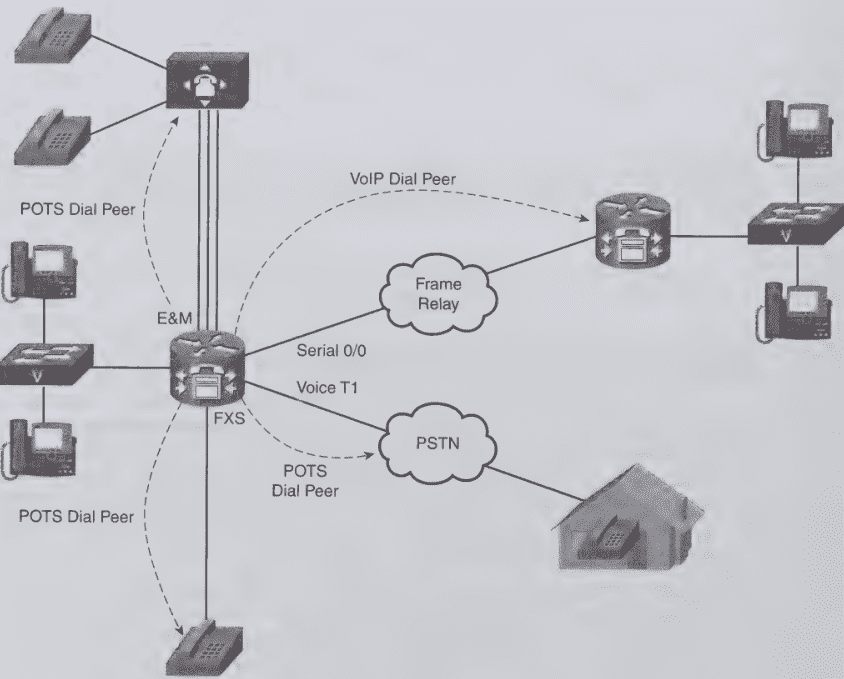 VoIP Dial Peer
POTS Dial Peer
Frame
Relay
E&M
Serial 0/0
V
V
Voice T1
FXS
PSTN
POTS
Dial Peer
POTS Dial Peer